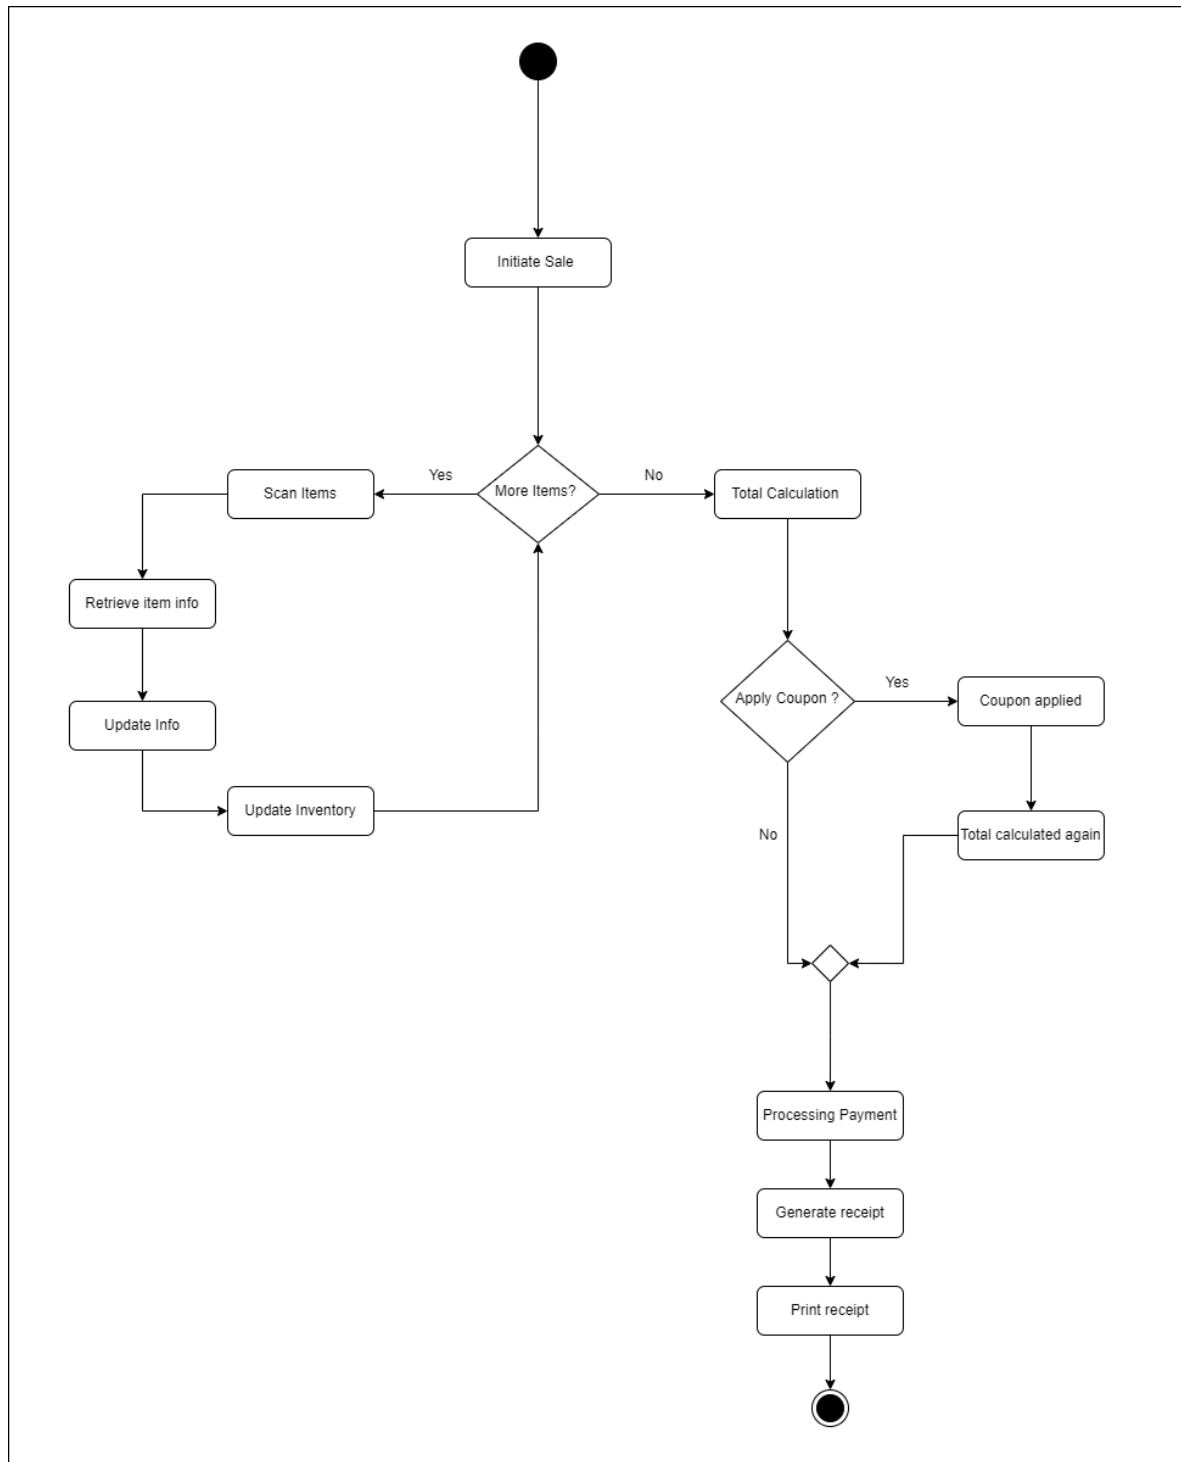 Initiate Sale
Yes
No
Scan Items
More Items?
Total Calculation
Retrieve item info
Update Info
Update Inventory
Apply Coupon ?
Yes
Coupon applied
No
Total calculated again
Processing Payment
Generate receipt
Print receipt